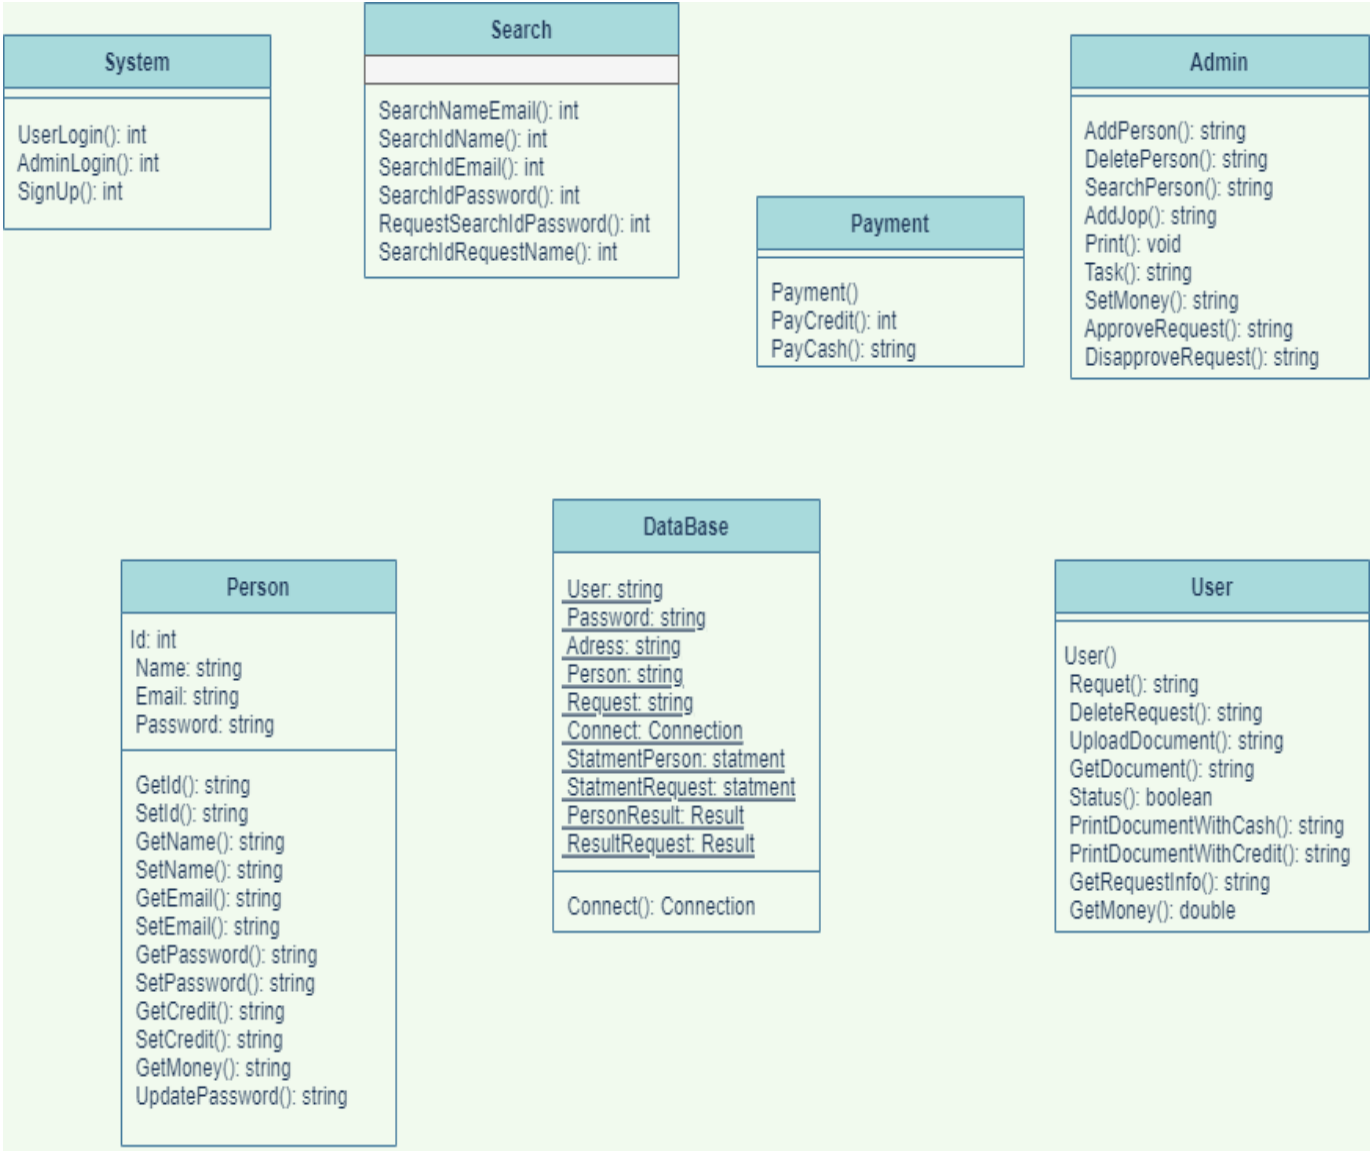 System
UserLogin(): int
AdminLogin(): int
SignUp(): int
Search
SearchNameEmail(): int
SearchIdName(): int
SearchIdEmail(): int
SearchIdPassword(): int
RequestSearchIdPassword(): int
SearchIdRequestName(): int
Payment
Payment()
PayCredit(): int
PayCash(): string
Admin
AddPerson(): string
DeletePerson(): string
SearchPerson(): string
AddJop(): string
Print(): void
Task(): string
SetMoney(): string
ApproveRequest(): string
DisapproveRequest(): string
Person
Id: int
Name: string
Email: string
Password: string
GetId(): string
SetId(): string
GetName(): string
SetName(): string
GetEmail(): string
SetEmail(): string
GetPassword(): string
SetPassword(): string
GetCredit(): string
SetCredit(): string
GetMoney(): string
UpdatePassword(): string
DataBase
User: string
Password: string
Adress: string
Person: string
Request: string
Connect: Connection
StatmentPerson: statment
StatmentRequest: statment
PersonResult: Result
ResultRequest: Result
Connect(): Connection
User
User()
Requet(): string
DeleteRequest(): string
UploadDocument(): string
GetDocument(): string
Status(): boolean
PrintDocumentWithCash(): string
PrintDocumentWithCredit(): string
GetRequestInfo(): string
GetMoney(): double